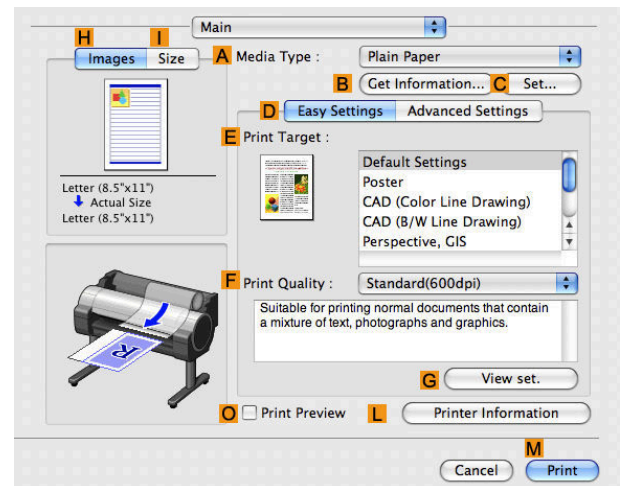 Main
H I
Images Size
A Media Type : Plain Paper
B Get Information... C Set...
D Easy Settings Advanced Settings
E Print Target :
Default Settings
Poster
CAD (Color Line Drawing)
CAD (B/W Line Drawing)
Perspective, GIS
Letter (8.5"x11")
Actual Size
Letter (8.5"x11")
F Print Quality : Standard(600dpi)
Suitable for printing normal documents that contain
a mixture of text, photographs and graphics.
R
G View set.
O Print Preview L Printer Information
M
Cancel Print